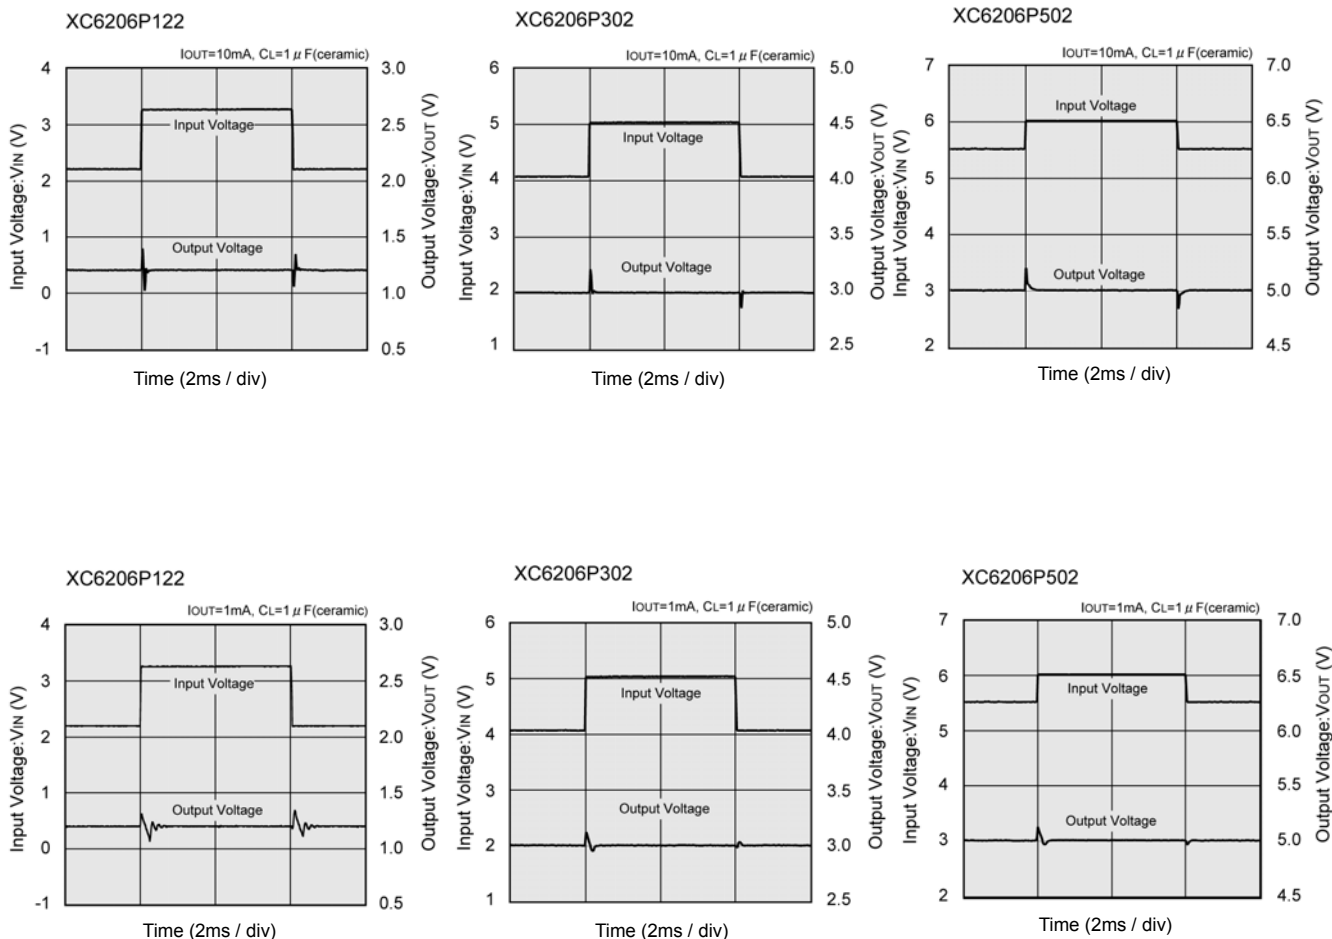 XC6206P122
IOUT=10mA, CL=1 μ F(ceramic)
Input Voltage:VIN (V)
4
3
2
1
0
-1
Input Voltage
Output Voltage
3.0
2.5
2.0
1.5
1.0
0.5
Output Voltage:VOUT (V)
Time (2ms / div)
XC6206P302
IOUT=10mA, CL=1 μ F(ceramic)
Input Voltage:VIN (V)
6
5
4
3
2
1
Input Voltage
Output Voltage
5.0
4.5
4.0
3.5
3.0
2.5
Output Voltage:VOUT (V)
Time (2ms / div)
XC6206P502
IOUT=10mA, CL=1 μ F(ceramic)
Input Voltage:VIN (V)
7
6
5
4
3
2
Input Voltage
Output Voltage
7.0
6.5
6.0
5.5
5.0
4.5
Output Voltage:VOUT (V)
Time (2ms / div)
XC6206P122
IOUT=1mA, CL=1 μ F(ceramic)
Input Voltage:VIN (V)
4
3
2
1
0
-1
Input Voltage
Output Voltage
3.0
2.5
2.0
1.5
1.0
0.5
Output Voltage:VOUT (V)
Time (2ms / div)
XC6206P302
IOUT=1mA, CL=1 μ F(ceramic)
Input Voltage:VIN (V)
6
5
4
3
2
1
Input Voltage
Output Voltage
5.0
4.5
4.0
3.5
3.0
2.5
Output Voltage:VOUT (V)
Time (2ms / div)
XC6206P502
IOUT=1mA, CL=1 μ F(ceramic)
Input Voltage:VIN (V)
7
6
5
4
3
2
Input Voltage
Output Voltage
7.0
6.5
6.0
5.5
5.0
4.5
Output Voltage:VOUT (V)
Time (2ms / div)